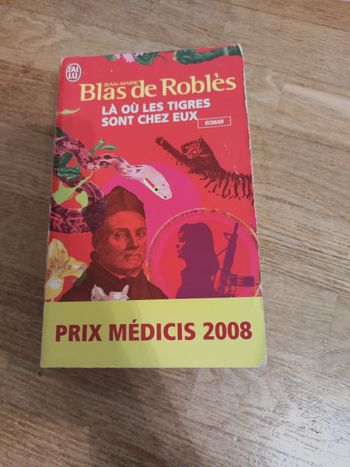 J'AI
LU
JEAN-MARIE
Blas de Roblès
LÀ OÙ LES TIGRES
SONT CHEZ EUX
ROMAN
PRIX MÉDICIS 2008